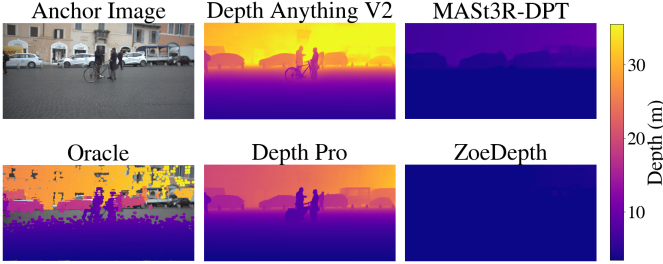 Anchor Image
Depth Anything V2
MASt3R-DPT
Oracle
Depth Pro
ZoeDepth
30
20
10
Depth (m)